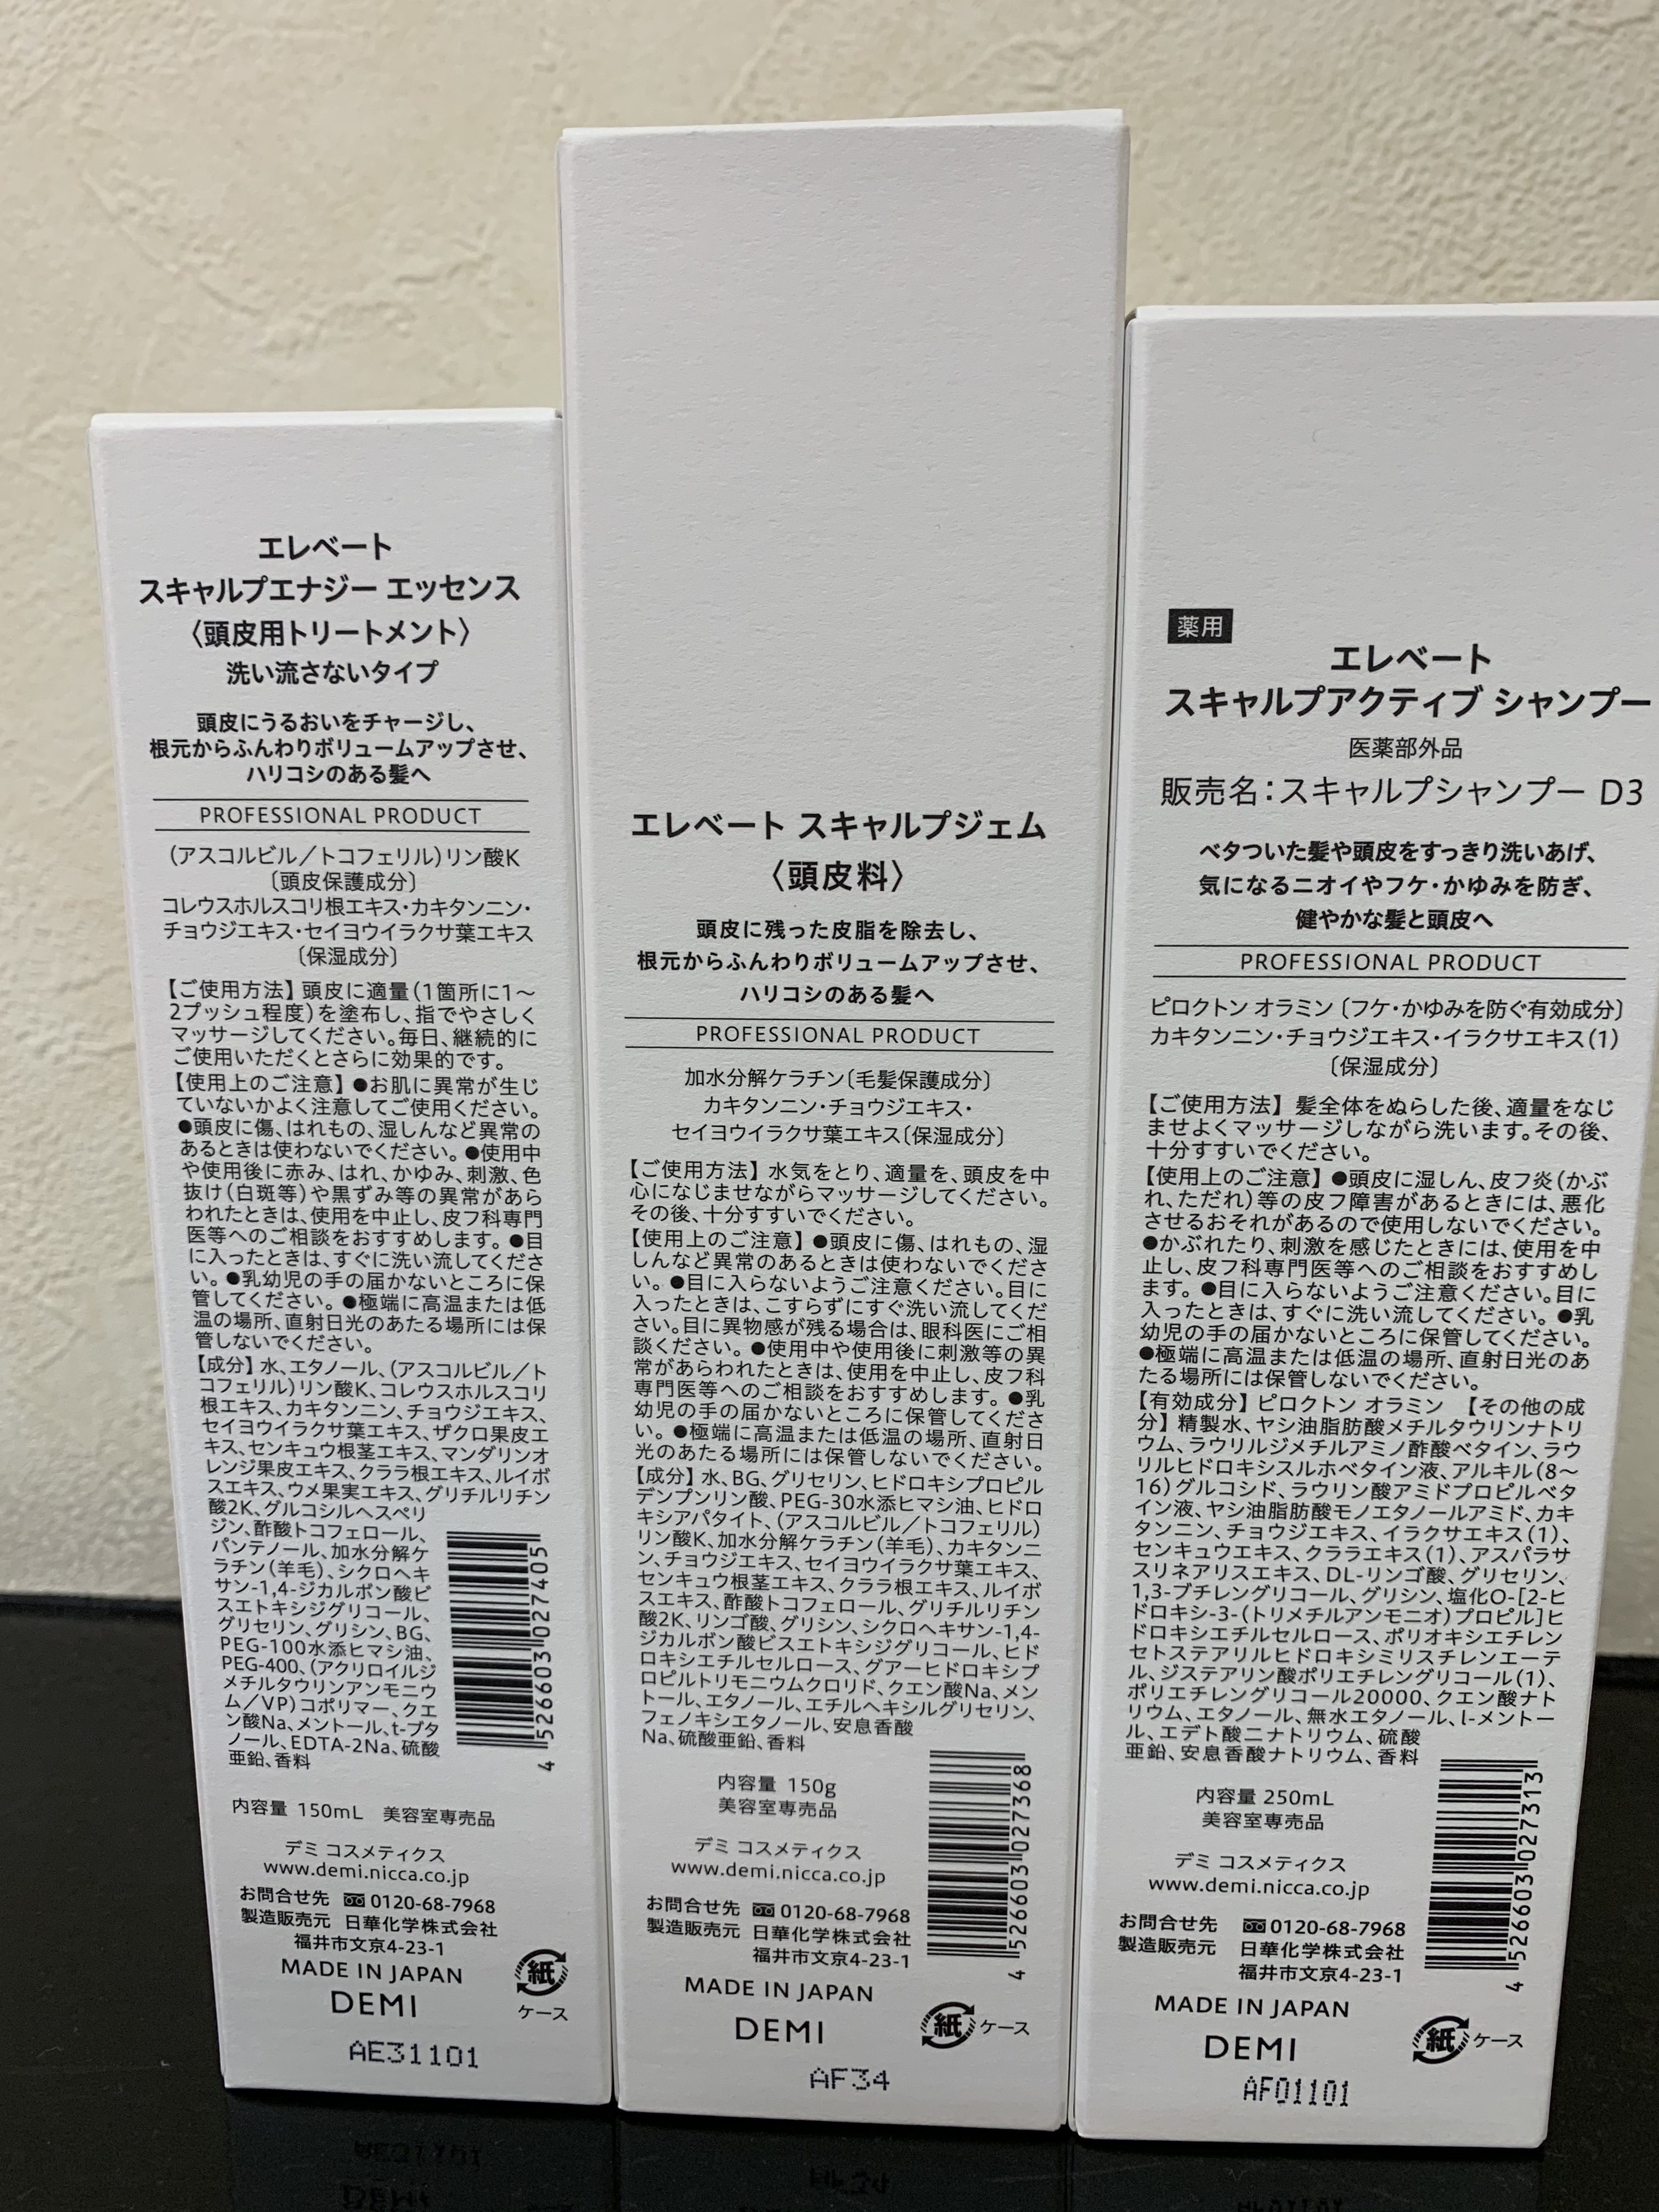 エレベート
スキャルプエナジー エッセンス
〈頭皮用トリートメント〉
洗い流さないタイプ
頭皮にうるおいをチャージし、
根元からふんわりボリュームアップさせ、
ハリコシのある髪へ
PROFESSIONAL PRODUCT
(アスコルビル/トコフェリル)リン酸K
〔頭皮保護成分〕
コレウスホルスコリ根エキス・カキタンニン・
チョウジエキス・セイヨウイラクサ葉エキス
〔保湿成分〕
【ご使用方法】頭皮に適量(1箇所に1〜
2プッシュ程度)を塗布し、指でやさしく
マッサージしてください。毎日、継続的に
ご使用いただくとさらに効果的です。
【使用上のご注意】●お肌に異常が生じ
ていないかよく注意してご使用ください。
●頭皮に傷、はれもの、湿しんなど異常の
あるときは使わないでください。●使用中
や使用後に赤み、はれ、かゆみ、刺激、色
抜け(白斑等)や黒ずみ等の異常があら
われたときは、使用を中止し、皮フ科専門
医等へのご相談をおすすめします。●目
に入ったときは、すぐに洗い流してくださ
い。●乳幼児の手の届かないところに保
管してください。●極端に高温または低
温の場所、直射日光のあたる場所には保
管しないでください。
【成分】水、エタノール、(アスコルビル/ト
コフェリル)リン酸K、コレウスホルスコリ
根エキス、カキタンニン、チョウジエキス、
セイヨウイラクサ葉エキス、ザクロ果皮エ
キス、センキュウ根茎エキス、マンダリンオ
レンジ果皮エキス、クララ根エキス、ルイボ
スエキス、ウメ果実エキス、グリチルリチン
酸2K、グルコシルヘスペリ
ジン、酢酸トコフェロール、
パンテノール、加水分解ケ
ラチン(羊毛)、シクロヘキ
サン-1,4-ジカルボン酸ビ
スエトキシジグリコール、
グリセリン、グリシン、BG、
PEG-100水添ヒマシ油、
PEG-400、(アクリロイルジ
メチルタウリンアンモニウ
ム/VP)コポリマー、クエ
ン酸Na、メントール、t-ブタ
ノール、EDTA-2Na、硫酸
亜鉛、香料
4 526603 027405
内容量 150mL 美容室専売品
デミ コスメティクス
www.demi.nicca.co.jp
お問合せ先 0120-68-7968
製造販売元 日華化学株式会社
福井市文京4-23-1
MADE IN JAPAN
DEMI
紙
ケース
AE31101
エレベート スキャルプジェム
〈頭皮料〉
頭皮に残った皮脂を除去し、
根元からふんわりボリュームアップさせ、
ハリコシのある髪へ
PROFESSIONAL PRODUCT
加水分解ケラチン〔毛髪保護成分〕
カキタンニン・チョウジエキス・
セイヨウイラクサ葉エキス〔保湿成分〕
【ご使用方法】水気をとり、適量を、頭皮を中
心になじませながらマッサージしてください。
その後、十分すすいでください。
【使用上のご注意】●頭皮に傷、はれもの、湿
しんなど異常のあるときは使わないでくださ
い。●目に入らないようご注意ください。目に
入ったときは、こすらずにすぐ洗い流してくだ
さい。目に異物感が残る場合は、眼科医にご相
談ください。●使用中や使用後に刺激等の異
常があらわれたときは、使用を中止し、皮フ科
専門医等へのご相談をおすすめします。●乳
幼児の手の届かないところに保管してくださ
い。●極端に高温または低温の場所、直射日
光のあたる場所には保管しないでください。
【成分】水、BG、グリセリン、ヒドロキシプロピル
デンプンリン酸、PEG-30水添ヒマシ油、ヒドロ
キシアパタイト、(アスコルビル/トコフェリル)
リン酸K、加水分解ケラチン(羊毛)、カキタンニ
ン、チョウジエキス、セイヨウイラクサ葉エキス、
センキュウ根茎エキス、クララ根エキス、ルイボ
スエキス、酢酸トコフェロール、グリチルリチン
酸2K、リンゴ酸、グリシン、シクロヘキサン-1,4-
ジカルボン酸ビスエトキシジグリコール、ヒド
ロキシエチルセルロース、グアーヒドロキシプ
ロピルトリモニウムクロリド、クエン酸Na、メン
トール、エタノール、エチルヘキシルグリセリン、
フェノキシエタノール、安息香酸
Na、硫酸亜鉛、香料
4 526603 027368
内容量 150g
美容室専売品
デミ コスメティクス
www.demi.nicca.co.jp
お問合せ先 0120-68-7968
製造販売元 日華化学株式会社
福井市文京4-23-1
MADE IN JAPAN
DEMI
紙
ケース
AF34
薬用
エレベート
スキャルプアクティブ シャンプー
医薬部外品
販売名:スキャルプシャンプー D3
ベタついた髪や頭皮をすっきり洗いあげ、
気になるニオイやフケ・かゆみを防ぎ、
健やかな髪と頭皮へ
PROFESSIONAL PRODUCT
ピロクトン オラミン〔フケ・かゆみを防ぐ有効成分〕
カキタンニン・チョウジエキス・イラクサエキス(1)
〔保湿成分〕
【ご使用方法】髪全体をぬらした後、適量をなじ
ませよくマッサージしながら洗います。その後、
十分すすいでください。
【使用上のご注意】●頭皮に湿しん、皮フ炎(かぶ
れ、ただれ)等の皮フ障害があるときには、悪化
させるおそれがあるので使用しないでください。
●かぶれたり、刺激を感じたときには、使用を中
止し、皮フ科専門医等へのご相談をおすすめし
ます。●目に入らないようご注意ください。目に
入ったときは、すぐに洗い流してください。●乳
幼児の手の届かないところに保管してください。
●極端に高温または低温の場所、直射日光のあ
たる場所には保管しないでください。
【有効成分】ピロクトン オラミン 【その他の成
分】精製水、ヤシ油脂肪酸メチルタウリンナトリ
ウム、ラウリルジメチルアミノ酢酸ベタイン、ラウ
リルヒドロキシスルホベタイン液、アルキル(8〜
16)グルコシド、ラウリン酸アミドプロピルベタ
イン液、ヤシ油脂肪酸モノエタノールアミド、カキ
タンニン、チョウジエキス、イラクサエキス(1)、
センキュウエキス、クララエキス(1)、アスパラサ
スリネアリスエキス、DL-リンゴ酸、グリセリン、
1,3-ブチレングリコール、グリシン、塩化O-[2-ヒ
ドロキシ-3-(トリメチルアンモニオ)プロピル]ヒ
ドロキシエチルセルロース、ポリオキシエチレン
セトステアリルヒドロキシミリスチレンエーテ
ル、ジステアリン酸ポリエチレングリコール(1)、
ポリエチレングリコール20000、クエン酸ナト
リウム、エタノール、無水エタノール、l-メントー
ル、エデト酸二ナトリウム、硫酸
亜鉛、安息香酸ナトリウム、香料
4 526603 027313
内容量 250mL
美容室専売品
デミ コスメティクス
www.demi.nicca.co.jp
お問合せ先 0120-68-7968
製造販売元 日華化学株式会社
福井市文京4-23-1
MADE IN JAPAN
DEMI
紙
ケース
AF01101